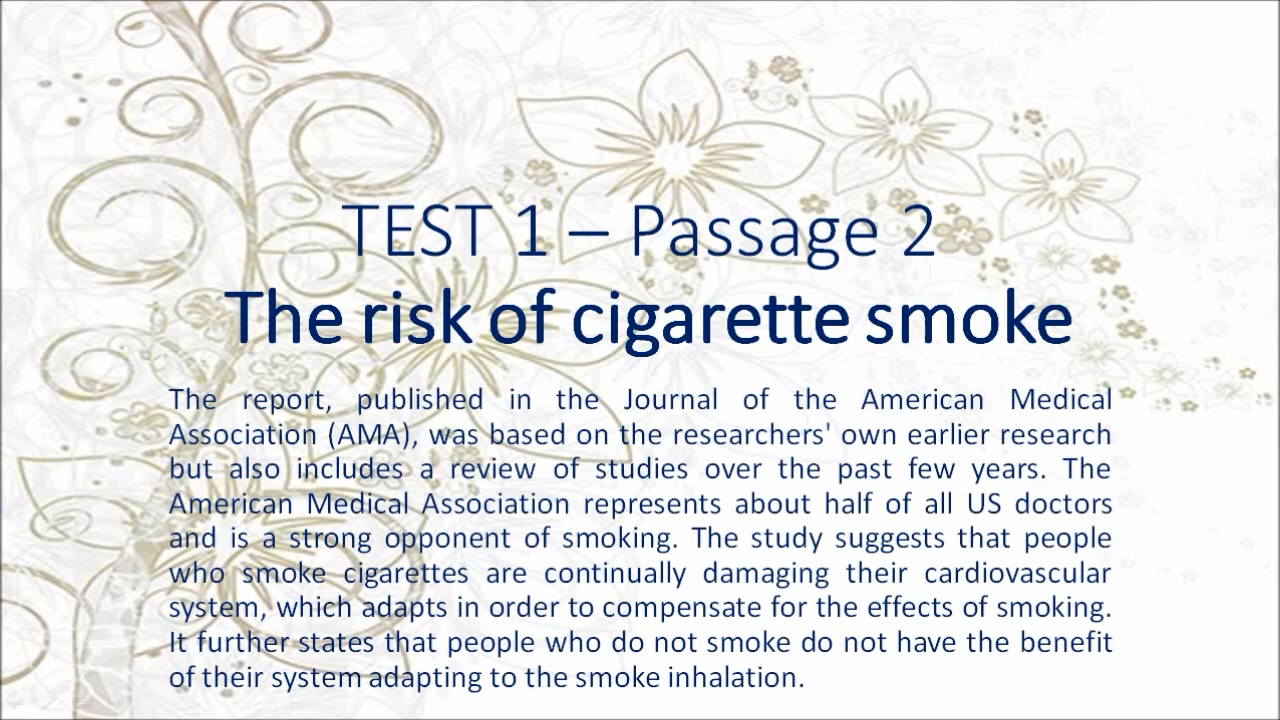 TEST 1 – Passage 2
The risk of cigarette smoke
The report, published in the Journal of the American Medical
Association (AMA), was based on the researchers' own earlier research
but also includes a review of studies over the past few years. The
American Medical Association represents about half of all US doctors
and is a strong opponent of smoking. The study suggests that people
who smoke cigarettes are continually damaging their cardiovascular
system, which adapts in order to compensate for the effects of smoking.
It further states that people who do not smoke do not have the benefit
of their system adapting to the smoke inhalation.